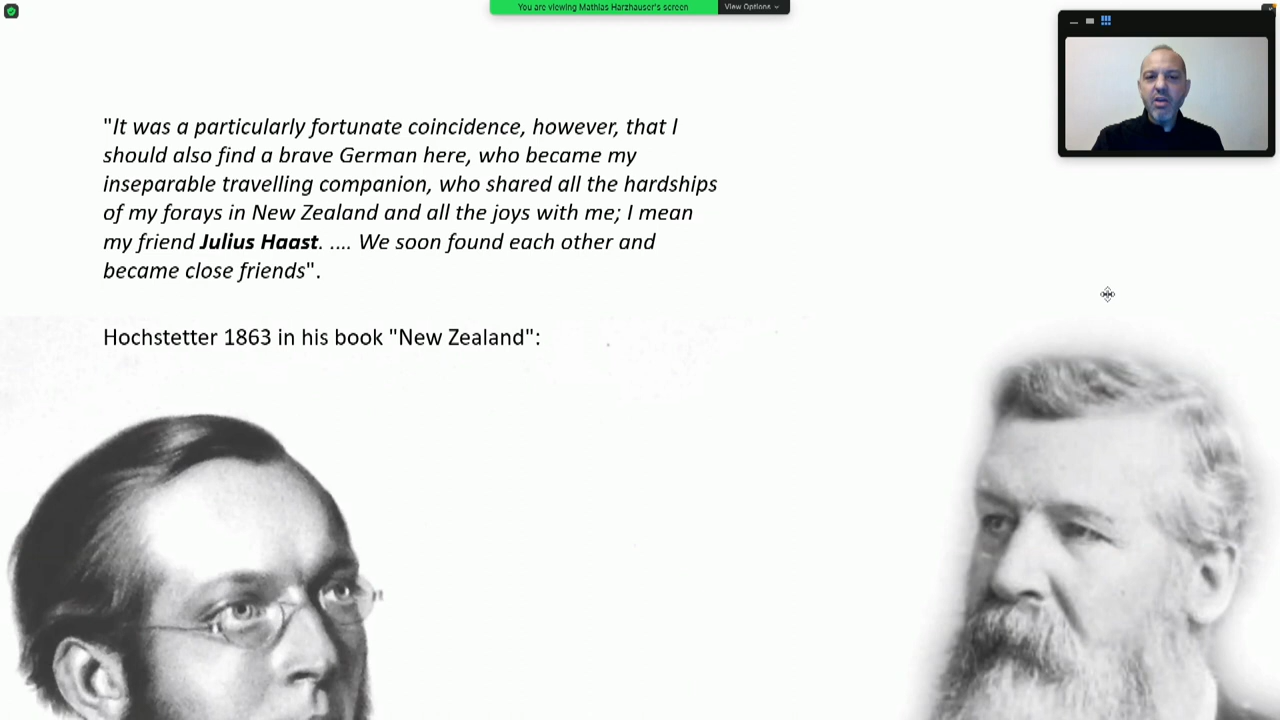 You are viewing Mathias Harzhauser's screen
View Options
"It was a particularly fortunate coincidence, however, that I
should also find a brave German here, who became my
inseparable travelling companion, who shared all the hardships
of my forays in New Zealand and all the joys with me; I mean
my friend Julius Haast. .... We soon found each other and
became close friends".
Hochstetter 1863 in his book "New Zealand":